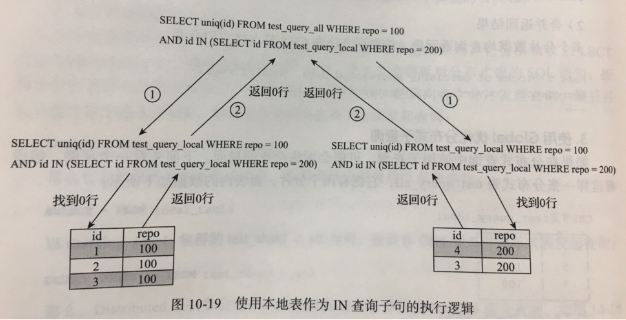 SELECT uniq(id) FROM test_query_all WHERE repo = 100
AND id IN (SELECT id FROM test_query_local WHERE repo = 200)
①
返回0行
返回0行
①
②
②
SELECT uniq(id) FROM test_query_local WHERE repo = 100
AND id IN (SELECT id FROM test_query_local WHERE repo = 200)
SELECT uniq(id) FROM test_query_local WHERE repo = 100
AND id IN (SELECT id FROM test_query_local WHERE repo = 200)
找到0行
返回0行
返回0行
找到0行
id repo
1 100
2 100
3 100
id repo
4 200
3 200
图 10-19 使用本地表作为 IN 查询子句的执行逻辑